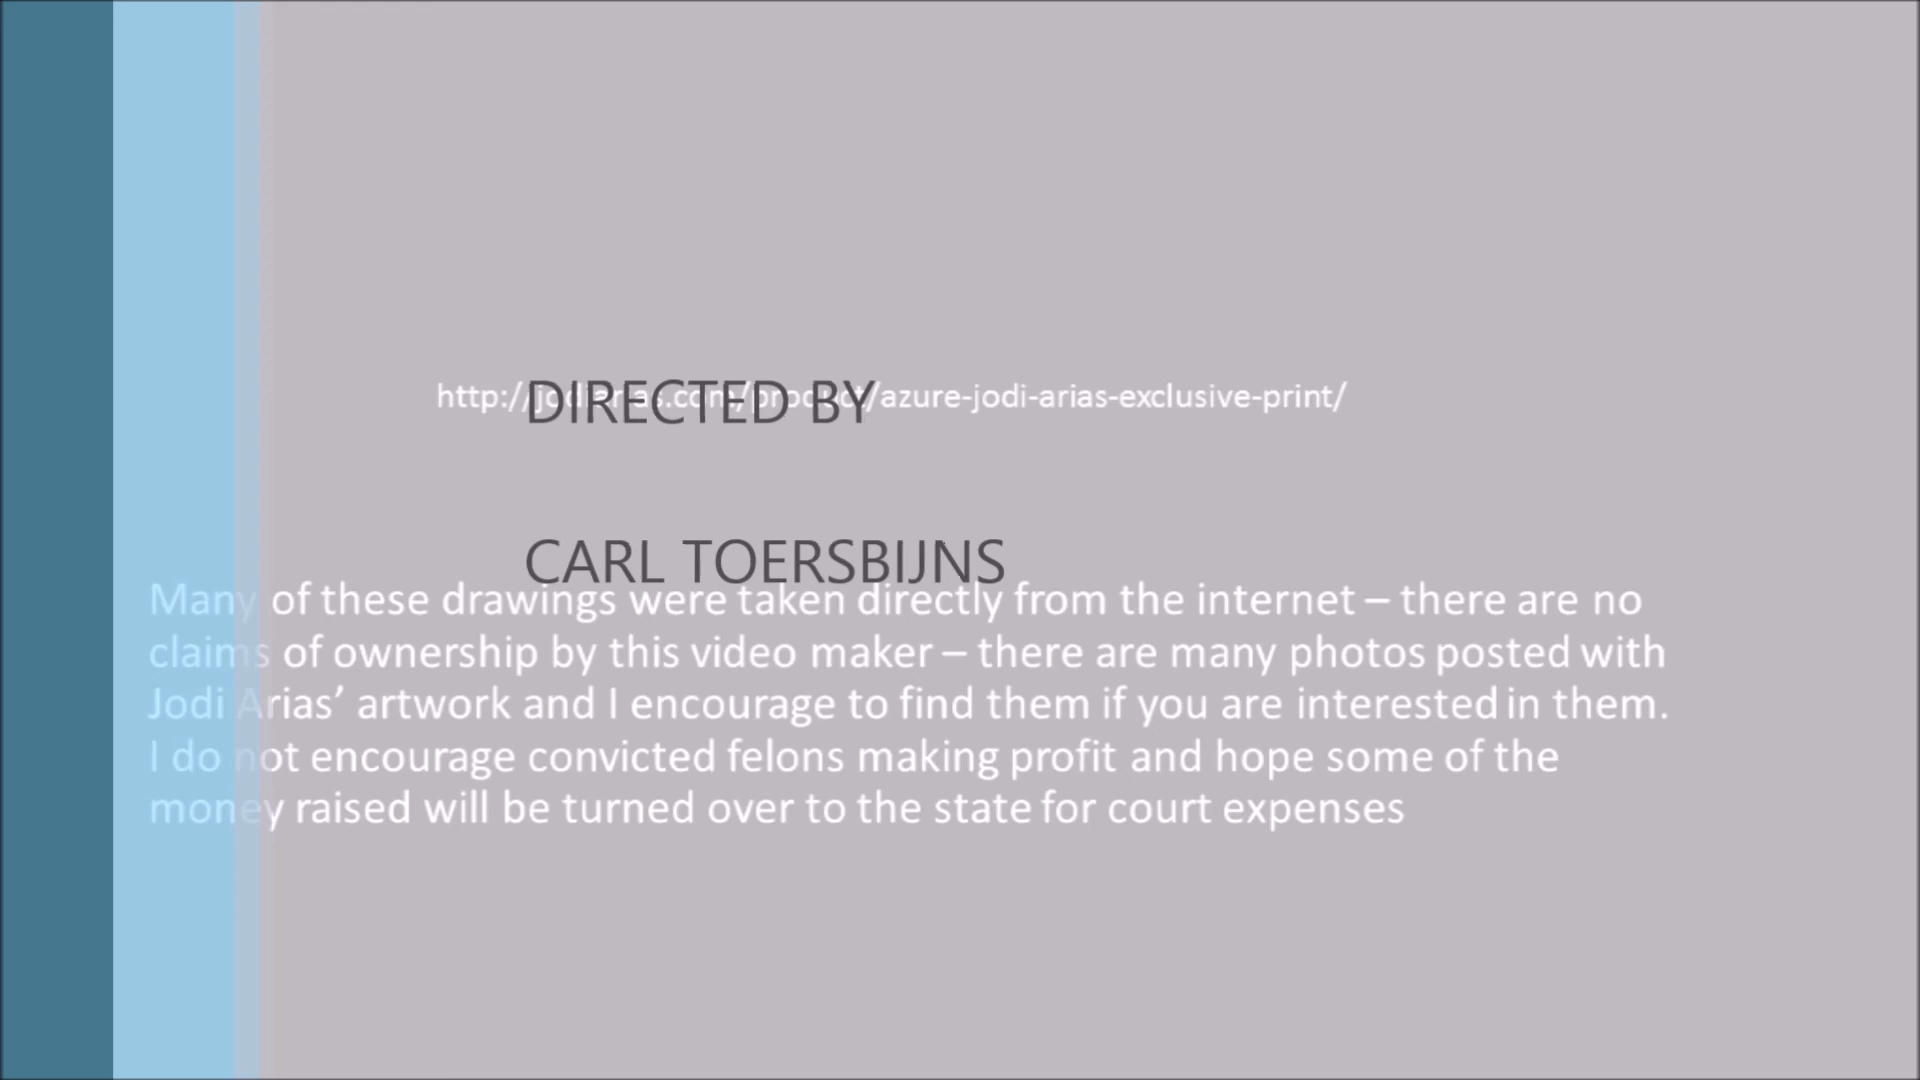 http://jodiarias.com/product/azure-jodi-arias-exclusive-print/
DIRECTED BY
CARL TOERSBIJNS
Many of these drawings were taken directly from the internet – there are no
claims of ownership by this video maker – there are many photos posted with
Jodi Arias’ artwork and I encourage to find them if you are interested in them.
I do not encourage convicted felons making profit and hope some of the
money raised will be turned over to the state for court expenses